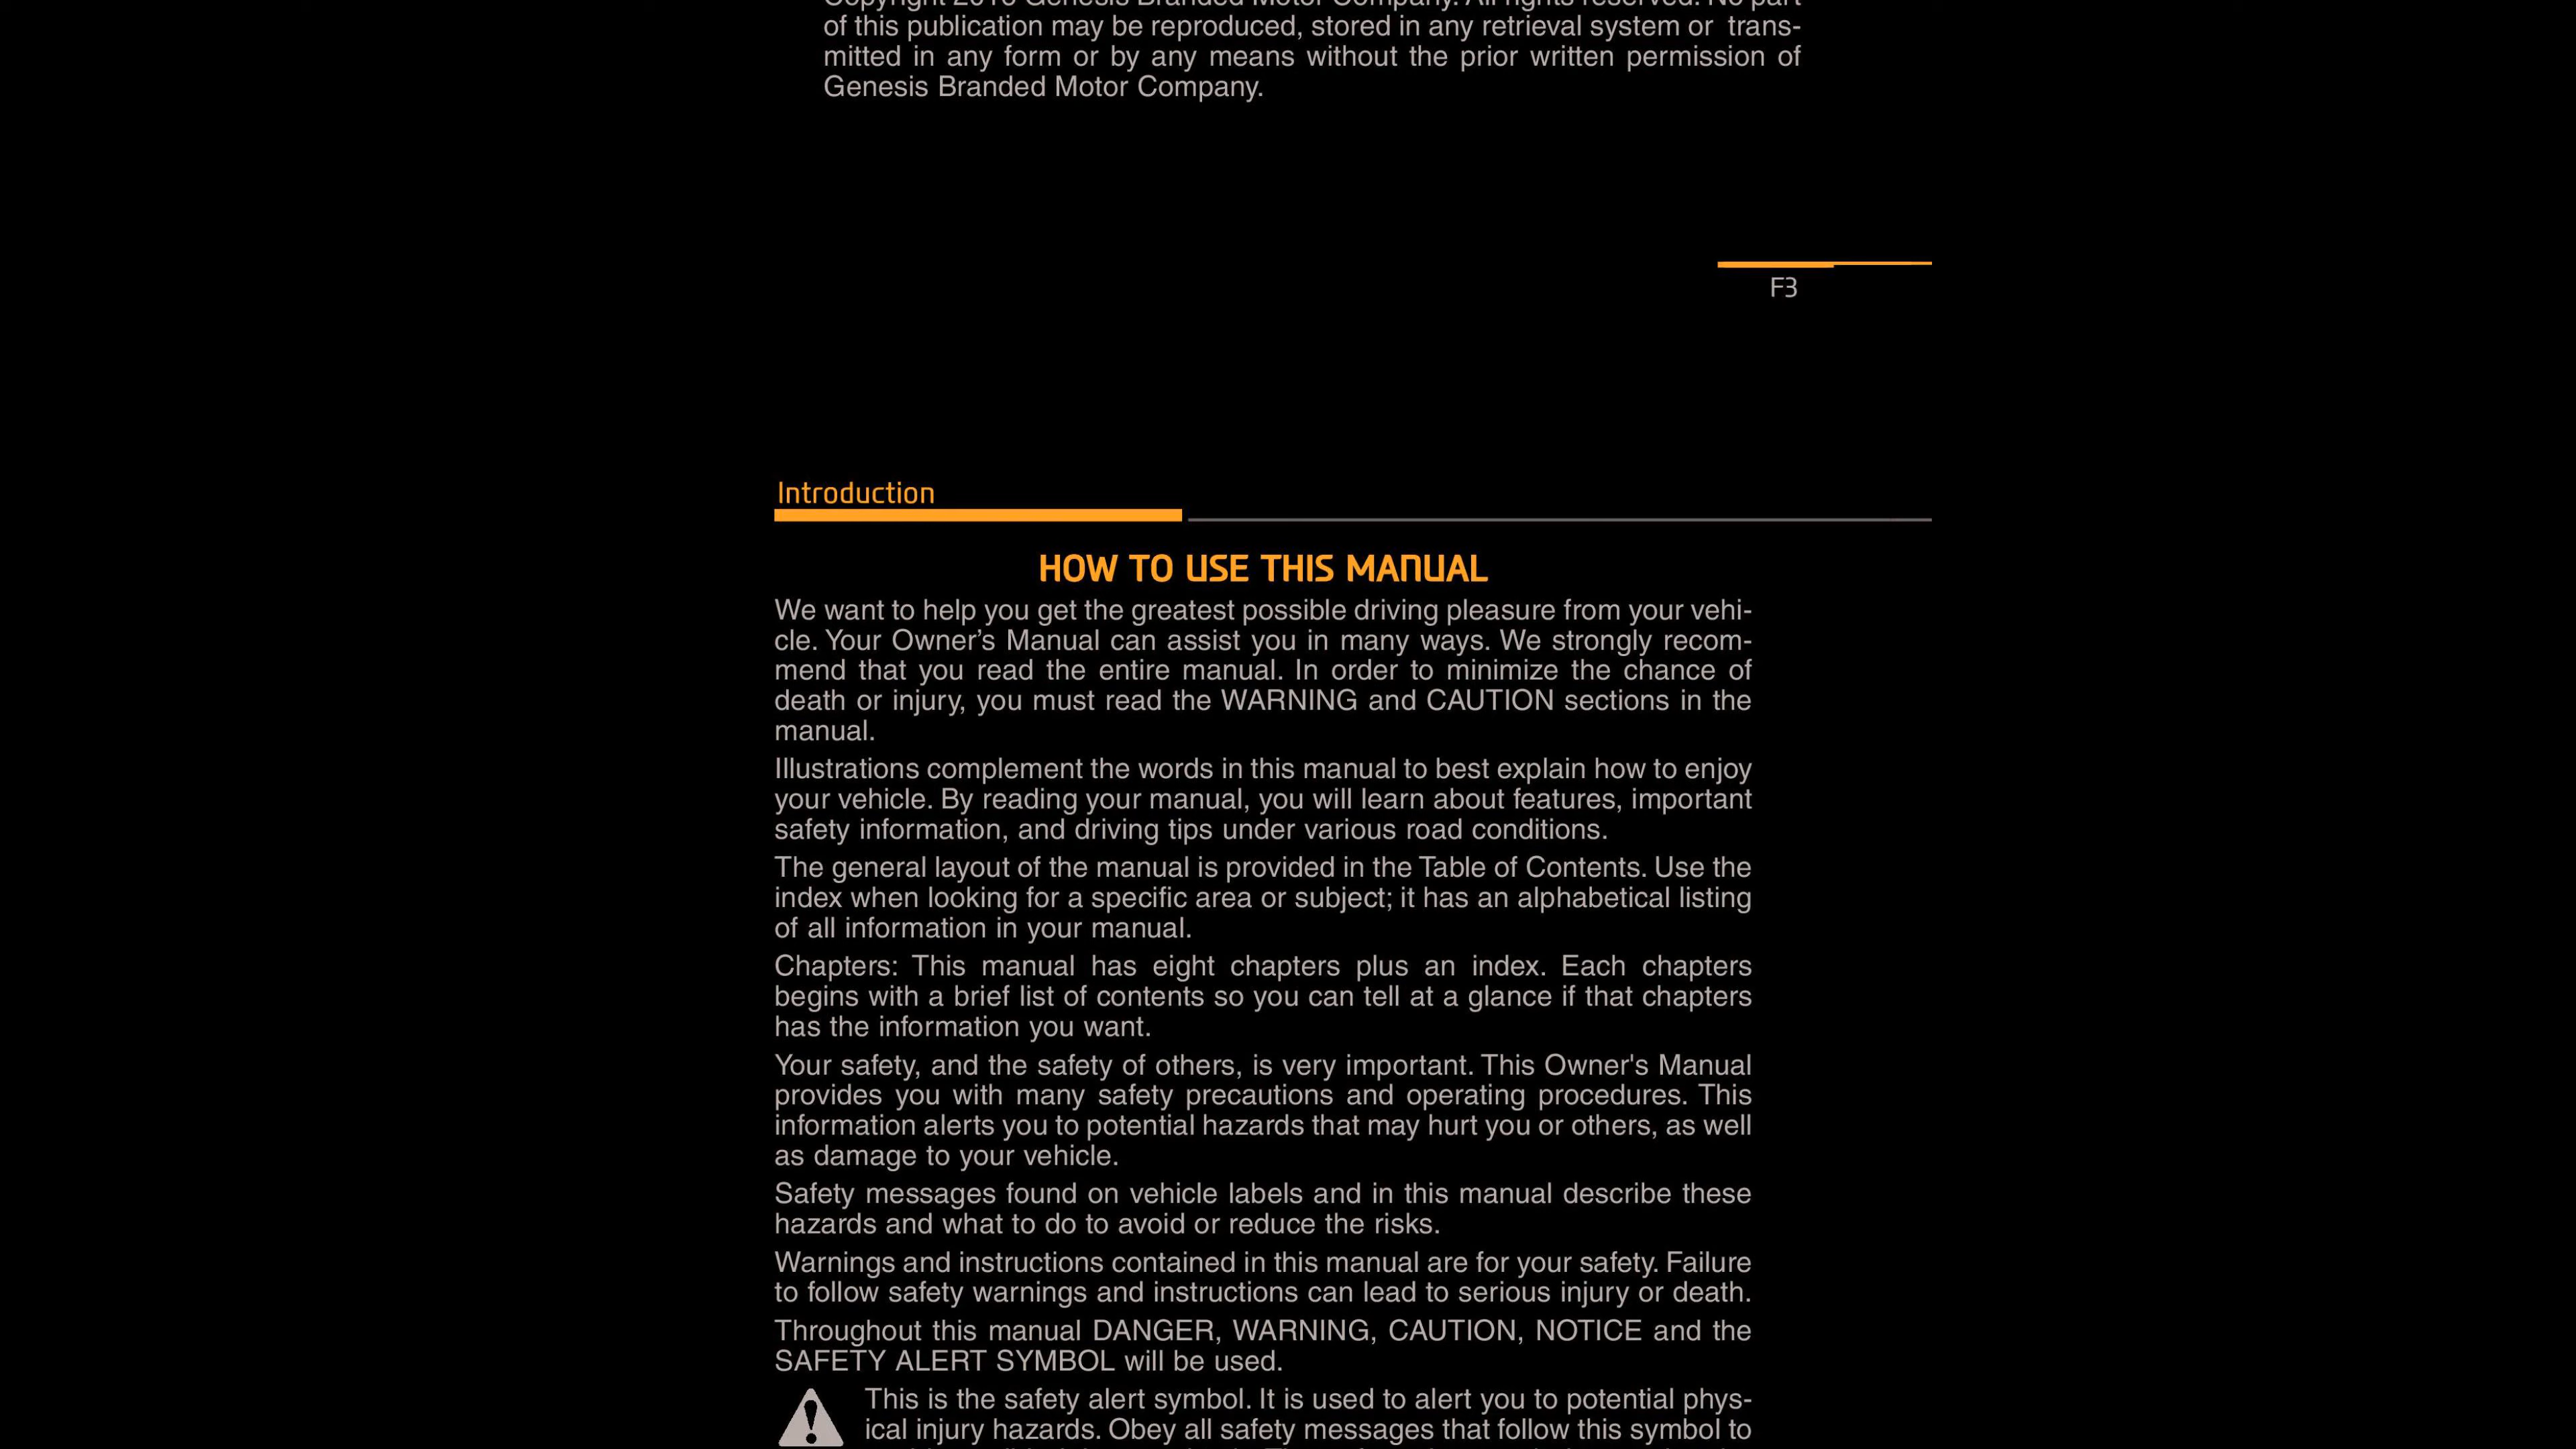 Copyright 2016 Genesis Branded Motor Company. All rights reserved. No part
of this publication may be reproduced, stored in any retrieval system or trans-
mitted in any form or by any means without the prior written permission of
Genesis Branded Motor Company.
F3
Introduction
HOW TO USE THIS MANUAL
We want to help you get the greatest possible driving pleasure from your vehi-
cle. Your Owner’s Manual can assist you in many ways. We strongly recom-
mend that you read the entire manual. In order to minimize the chance of
death or injury, you must read the WARNING and CAUTION sections in the
manual.
Illustrations complement the words in this manual to best explain how to enjoy
your vehicle. By reading your manual, you will learn about features, important
safety information, and driving tips under various road conditions.
The general layout of the manual is provided in the Table of Contents. Use the
index when looking for a specific area or subject; it has an alphabetical listing
of all information in your manual.
Chapters: This manual has eight chapters plus an index. Each chapters
begins with a brief list of contents so you can tell at a glance if that chapters
has the information you want.
Your safety, and the safety of others, is very important. This Owner's Manual
provides you with many safety precautions and operating procedures. This
information alerts you to potential hazards that may hurt you or others, as well
as damage to your vehicle.
Safety messages found on vehicle labels and in this manual describe these
hazards and what to do to avoid or reduce the risks.
Warnings and instructions contained in this manual are for your safety. Failure
to follow safety warnings and instructions can lead to serious injury or death.
Throughout this manual DANGER, WARNING, CAUTION, NOTICE and the
SAFETY ALERT SYMBOL will be used.
This is the safety alert symbol. It is used to alert you to potential phys-
ical injury hazards. Obey all safety messages that follow this symbol to